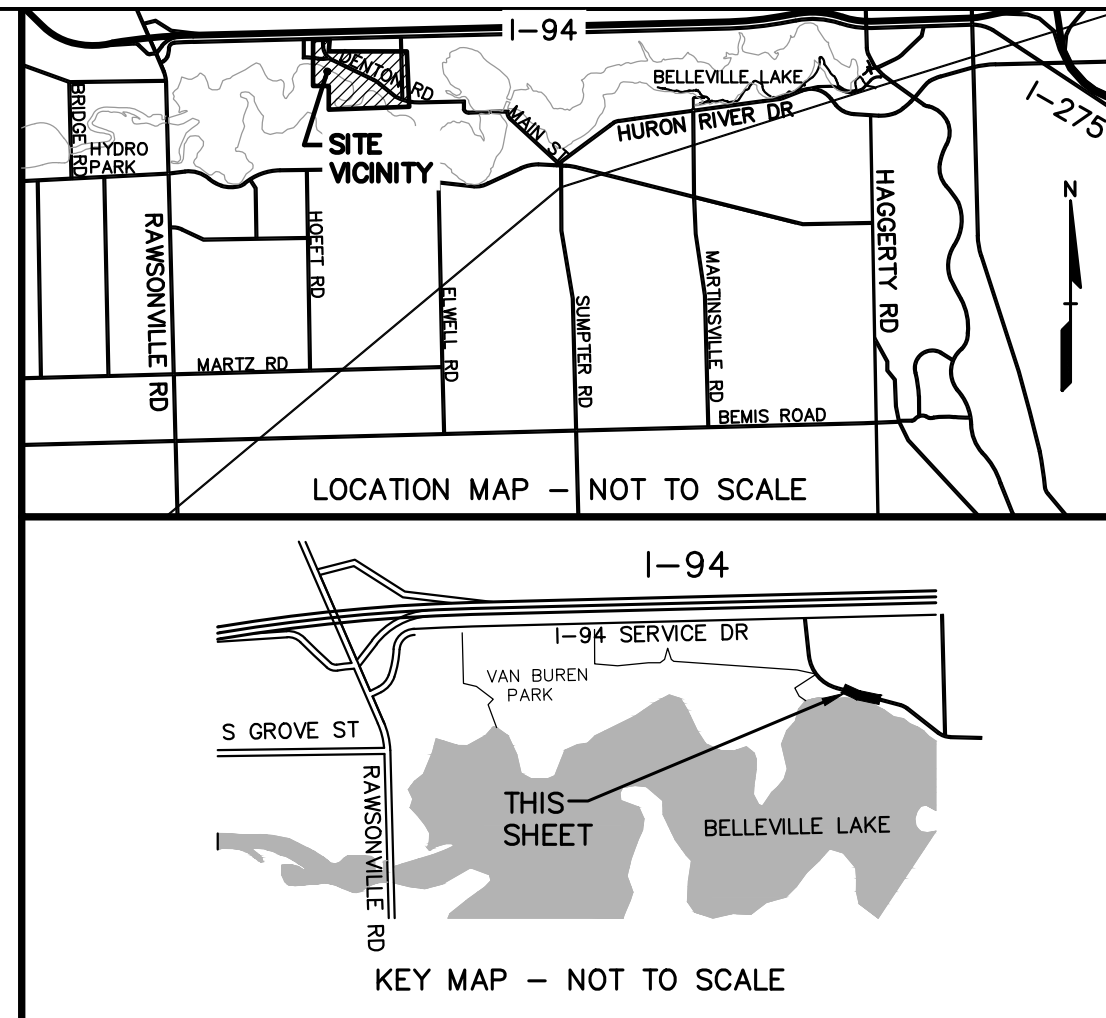 I-94
DENTON RD
BELLEVILLE LAKE
I-275
BRIDGE RD
HYDRO
PARK
SITE
VICINITY
MAIN ST
HURON RIVER DR
N
RAWSONVILLE RD
HOEFT RD
ELWELL RD
SUMPTER RD
MARTINSVILLE RD
HAGGERTY RD
MARTZ RD
BEMIS ROAD
LOCATION MAP - NOT TO SCALE
I-94
I-94 SERVICE DR
VAN BUREN
PARK
S GROVE ST
RAWSONVILLE RD
THIS
SHEET
BELLEVILLE LAKE
KEY MAP - NOT TO SCALE